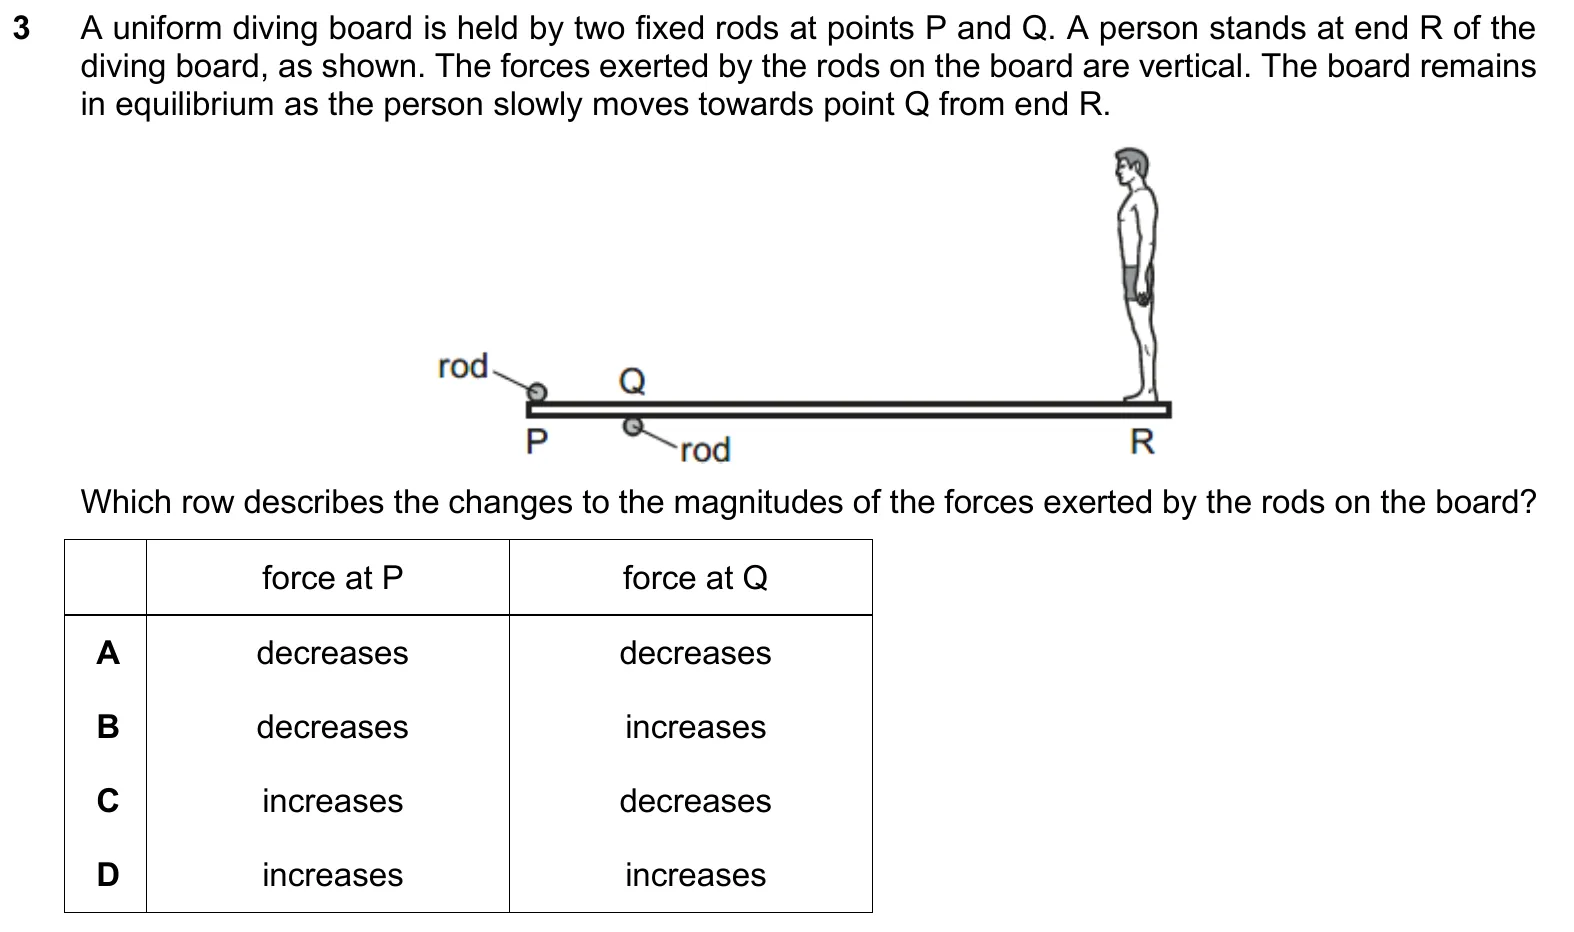 3 A uniform diving board is held by two fixed rods at points P and Q. A person stands at end R of the
diving board, as shown. The forces exerted by the rods on the board are vertical. The board remains
in equilibrium as the person slowly moves towards point Q from end R.
rod
Q
P
rod
R
Which row describes the changes to the magnitudes of the forces exerted by the rods on the board?
force at P force at Q
A decreases decreases
B decreases increases
C increases decreases
D increases increases